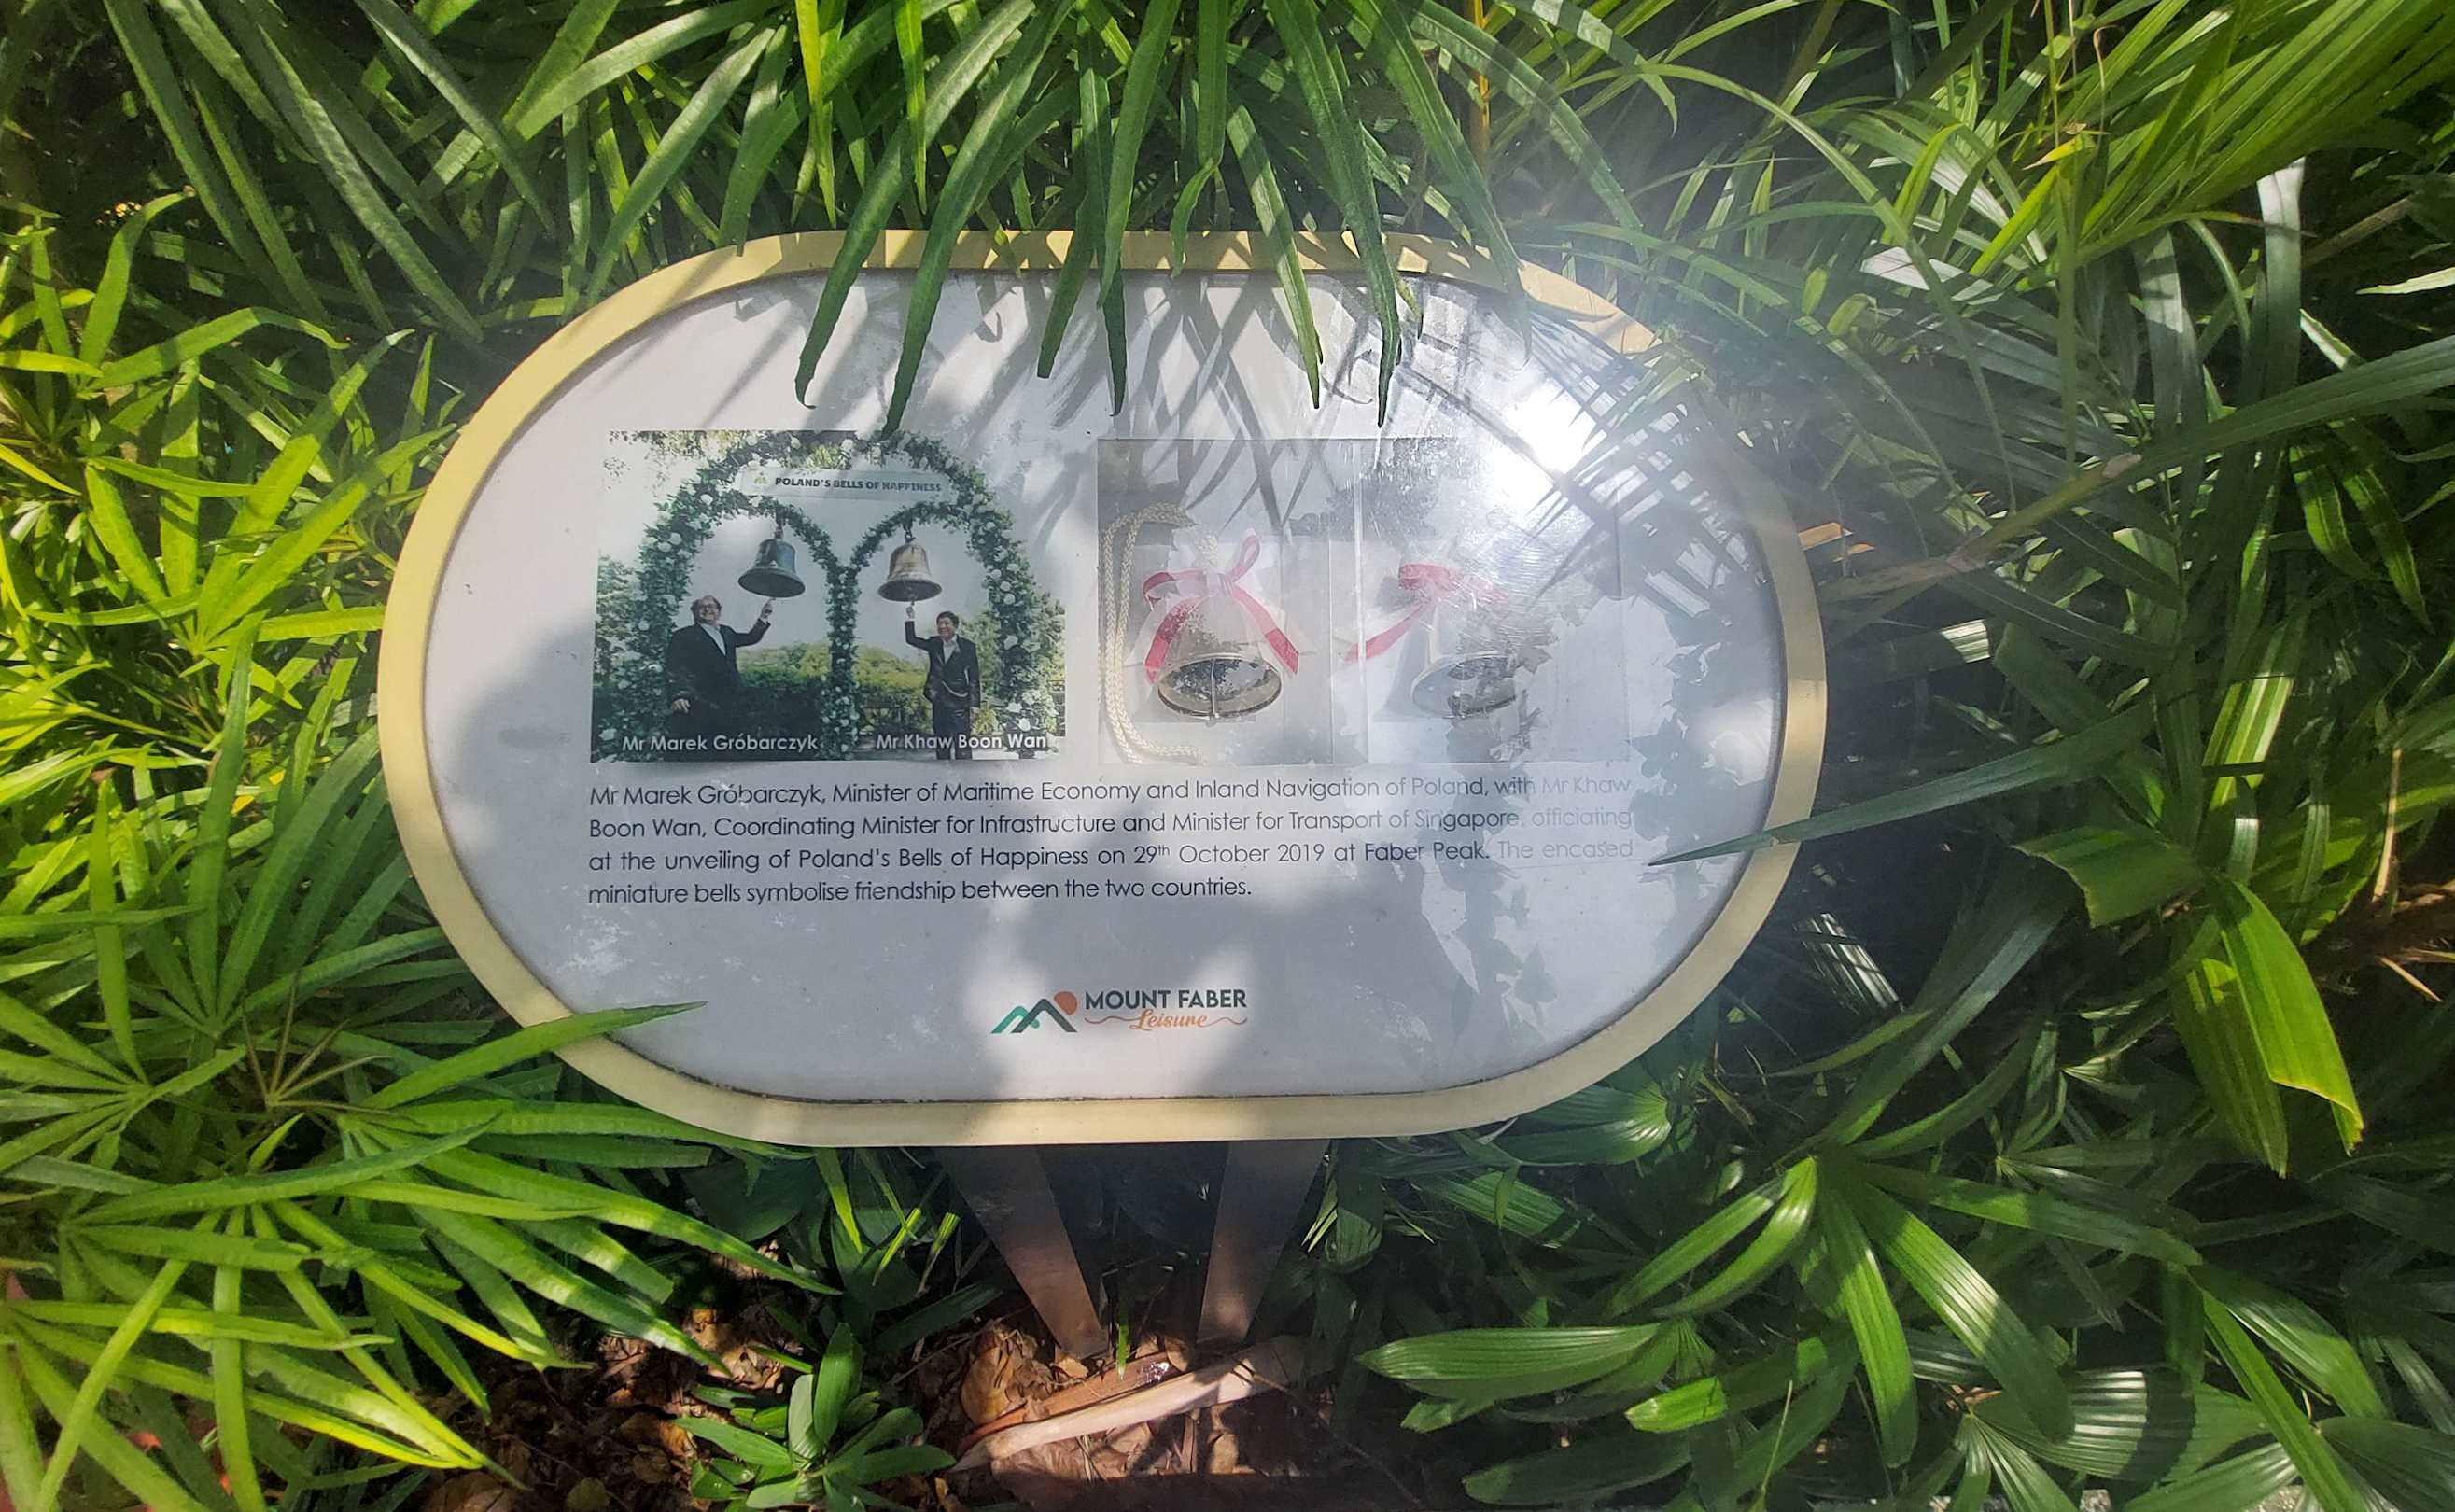 POLAND'S BELLS OF HAPPINESS
Mr Marek Gróbarczyk
Mr Khaw Boon Wan
Mr Marek Gróbarczyk, Minister of Maritime Economy and Inland Navigation of Poland, with Mr Khaw
Boon Wan, Coordinating Minister for Infrastructure and Minister for Transport of Singapore, officiating
at the unveiling of Poland's Bells of Happiness on 29th October 2019 at Faber Peak. The encased
miniature bells symbolise friendship between the two countries.
MOUNT FABER
Leisure